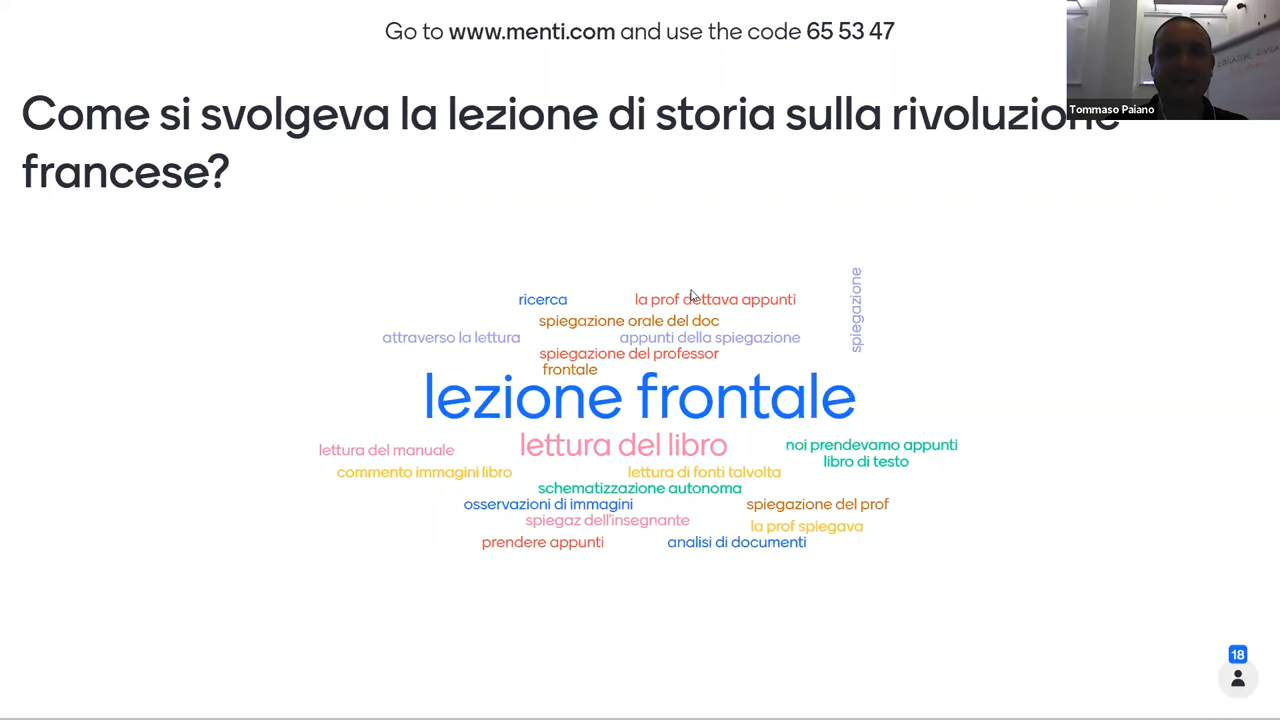 Go to www.menti.com and use the code 65 53 47
Tommaso Paiano
Come si svolgeva la lezione di storia sulla rivoluzione
francese?
spiegazione
ricerca
la prof dettava appunti
spiegazione orale del doc
attraverso la lettura
appunti della spiegazione
spiegazione del professor
frontale
lezione frontale
lettura del manuale
lettura del libro
noi prendevamo appunti
libro di testo
commento immagini libro
lettura di fonti talvolta
schematizzazione autonoma
osservazioni di immagini
spiegazione del prof
spiegaz dell'insegnante
la prof spiegava
prendere appunti
analisi di documenti
18